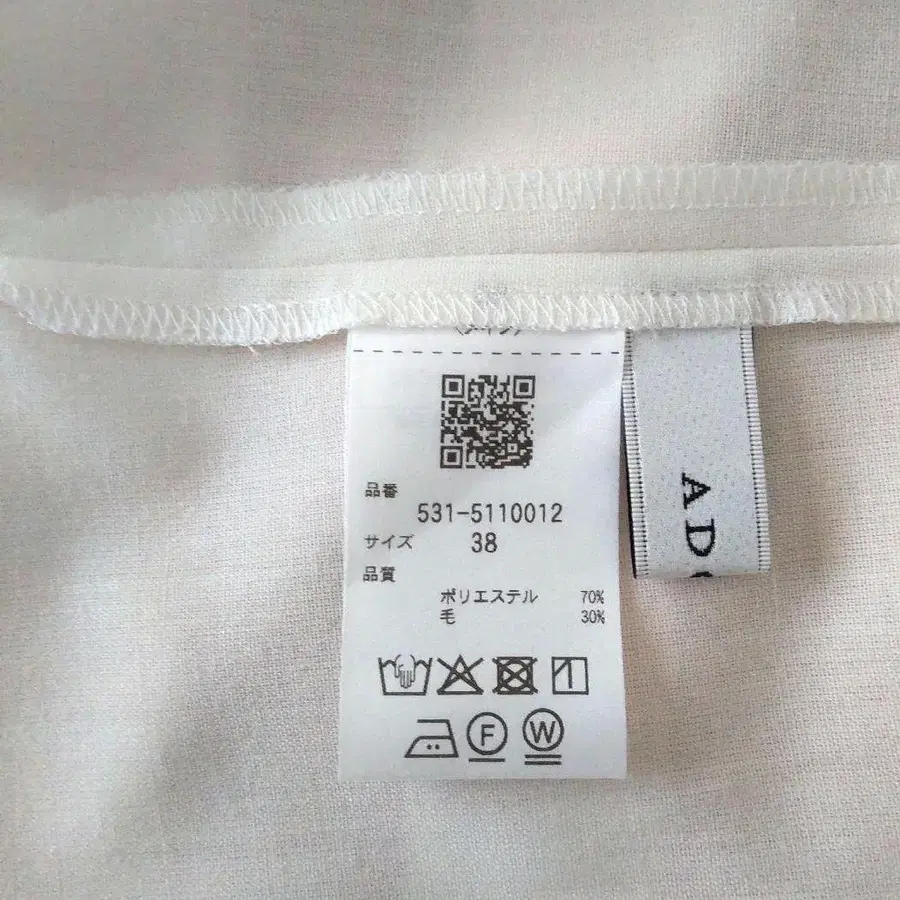 品番
531-5110012
サイズ 38
品質
ポリエステル 70%
毛 30%
F W
ADO